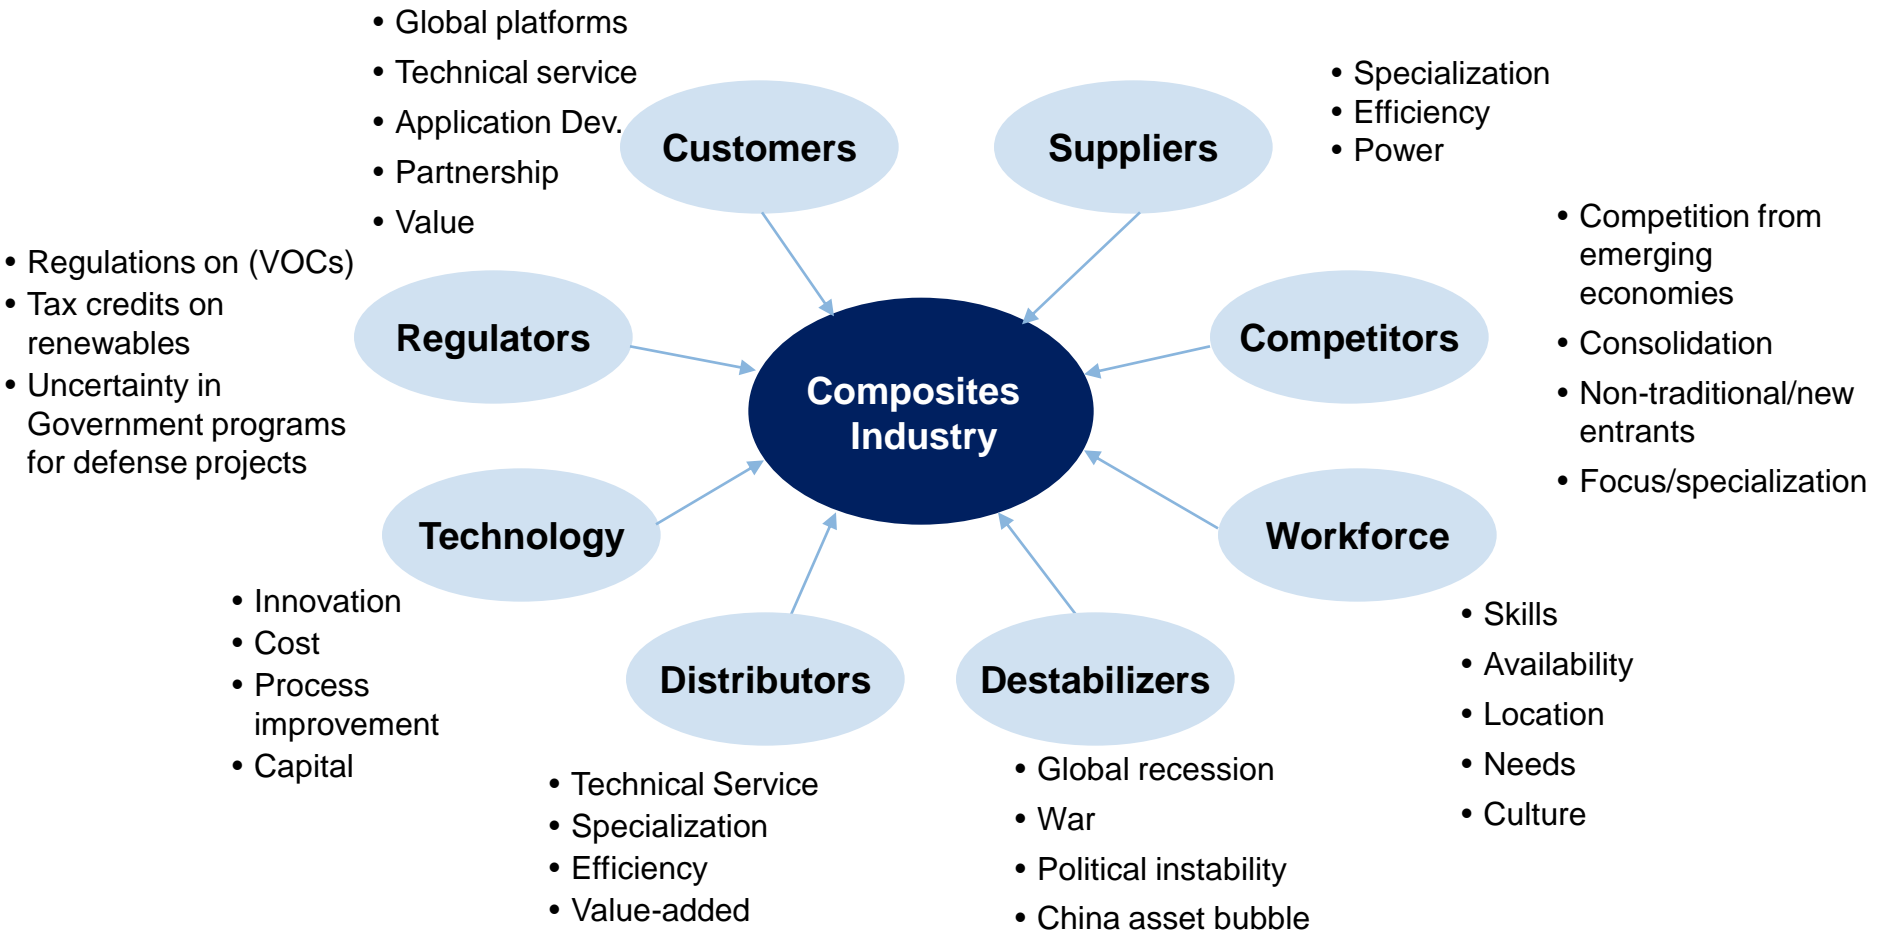 • Global platforms
• Technical service
• Application Dev.
• Partnership
• Value
Customers
Suppliers
• Specialization
• Efficiency
• Power
• Regulations on (VOCs)
• Tax credits on
renewables
• Uncertainty in
Government programs
for defense projects
Regulators
Composites
Industry
Competitors
• Competition from
emerging
economies
• Consolidation
• Non-traditional/new
entrants
• Focus/specialization
Technology
• Innovation
• Cost
• Process
improvement
• Capital
Distributors
• Technical Service
• Specialization
• Efficiency
• Value-added
Destabilizers
• Global recession
• War
• Political instability
• China asset bubble
Workforce
• Skills
• Availability
• Location
• Needs
• Culture